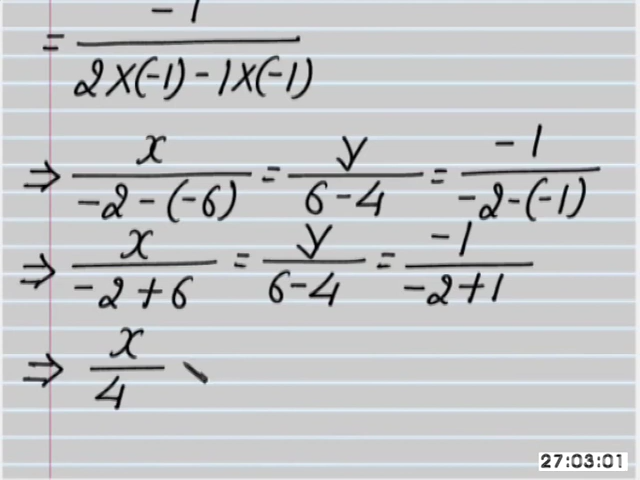 = -1 / 2×(-1) - 1×(-1)
⇒ x / -2-(-6) = y / 6-4 = -1 / -2-(-1)
⇒ x / -2+6 = y / 6-4 = -1 / -2+1
⇒ x / 4
27:03:01